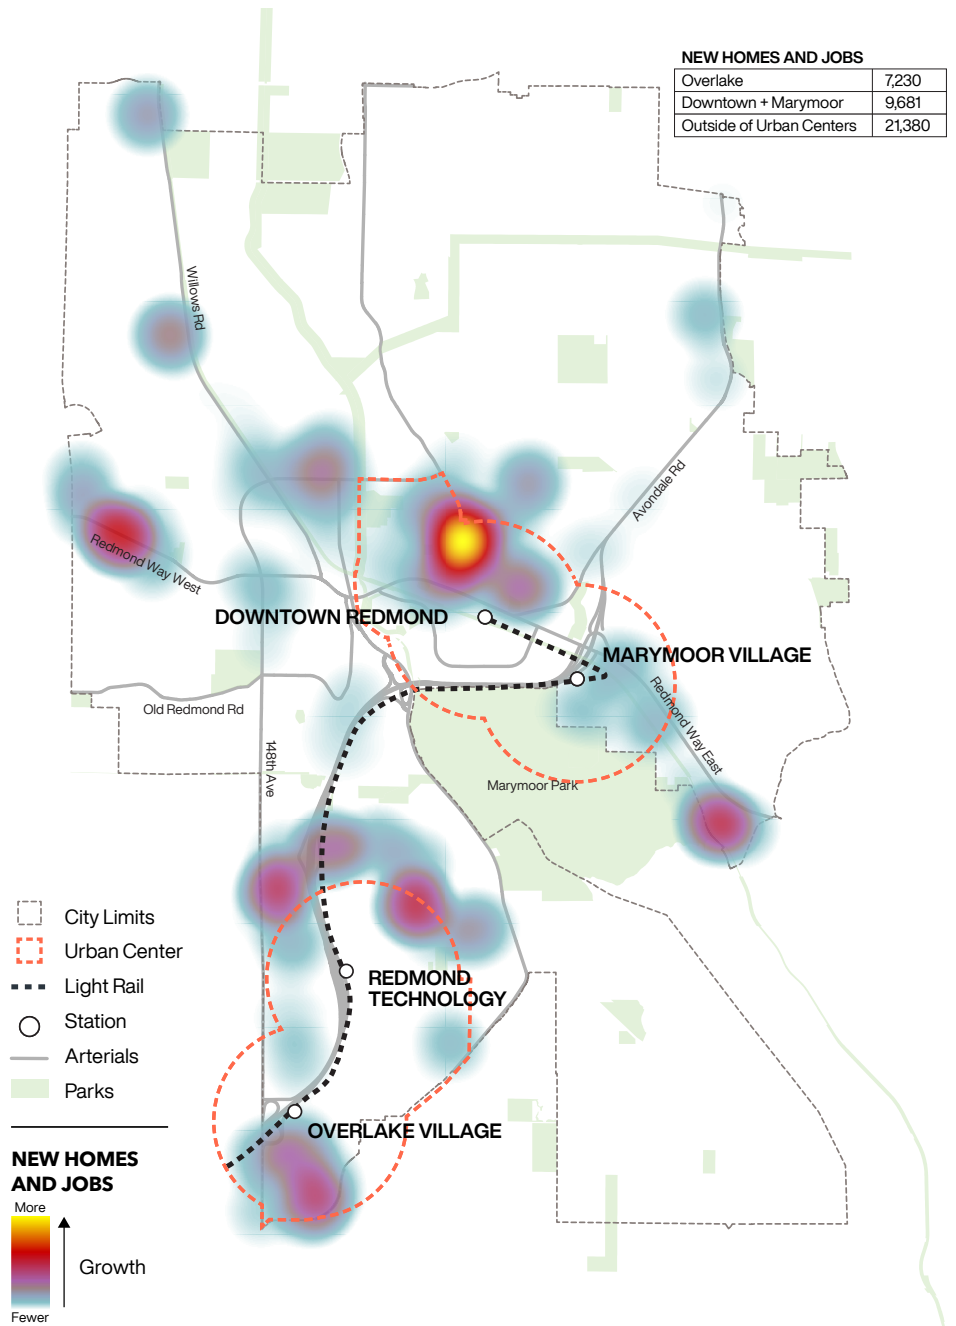 NEW HOMES AND JOBS
Overlake 7,230
Downtown + Marymoor 9,681
Outside of Urban Centers 21,380
Willows Rd
Avondale Rd
Redmond Way West
DOWNTOWN REDMOND
MARYMOOR VILLAGE
Old Redmond Rd
Redmond Way East
148th Ave
Marymoor Park
REDMOND
TECHNOLOGY
OVERLAKE VILLAGE
City Limits
Urban Center
Light Rail
Station
Arterials
Parks
NEW HOMES
AND JOBS
More
Growth
Fewer